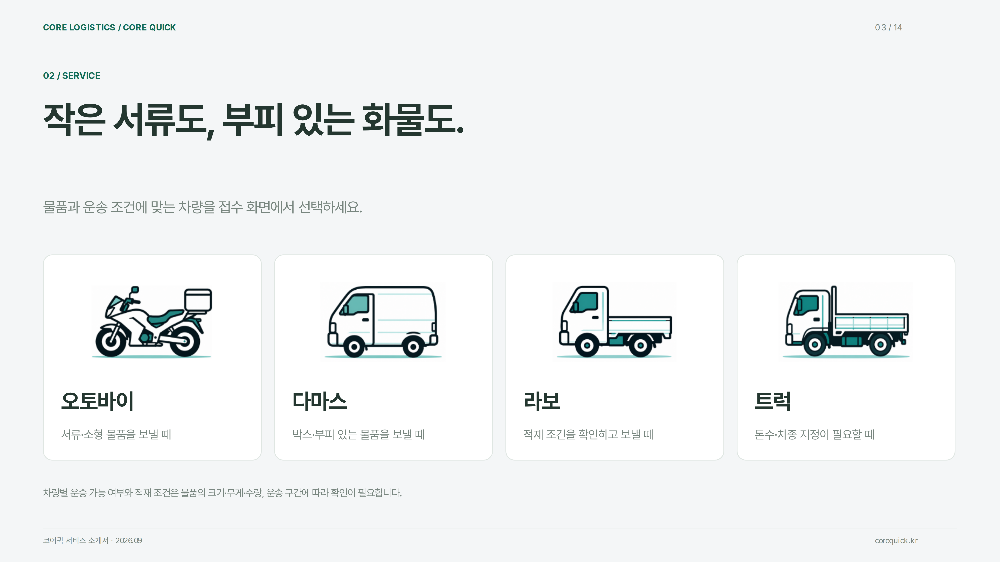 CORE LOGISTICS / CORE QUICK
03 / 14
02 / SERVICE
작은 서류도, 부피 있는 화물도.
물품과 운송 조건에 맞는 차량을 접수 화면에서 선택하세요.
오토바이
서류·소형 물품을 보낼 때
다마스
박스·부피 있는 물품을 보낼 때
라보
적재 조건을 확인하고 보낼 때
트럭
톤수·차종 지정이 필요할 때
차량별 운송 가능 여부와 적재 조건은 물품의 크기·무게·수량, 운송 구간에 따라 확인이 필요합니다.
코어퀵 서비스 소개서 · 2026.09
corequick.kr